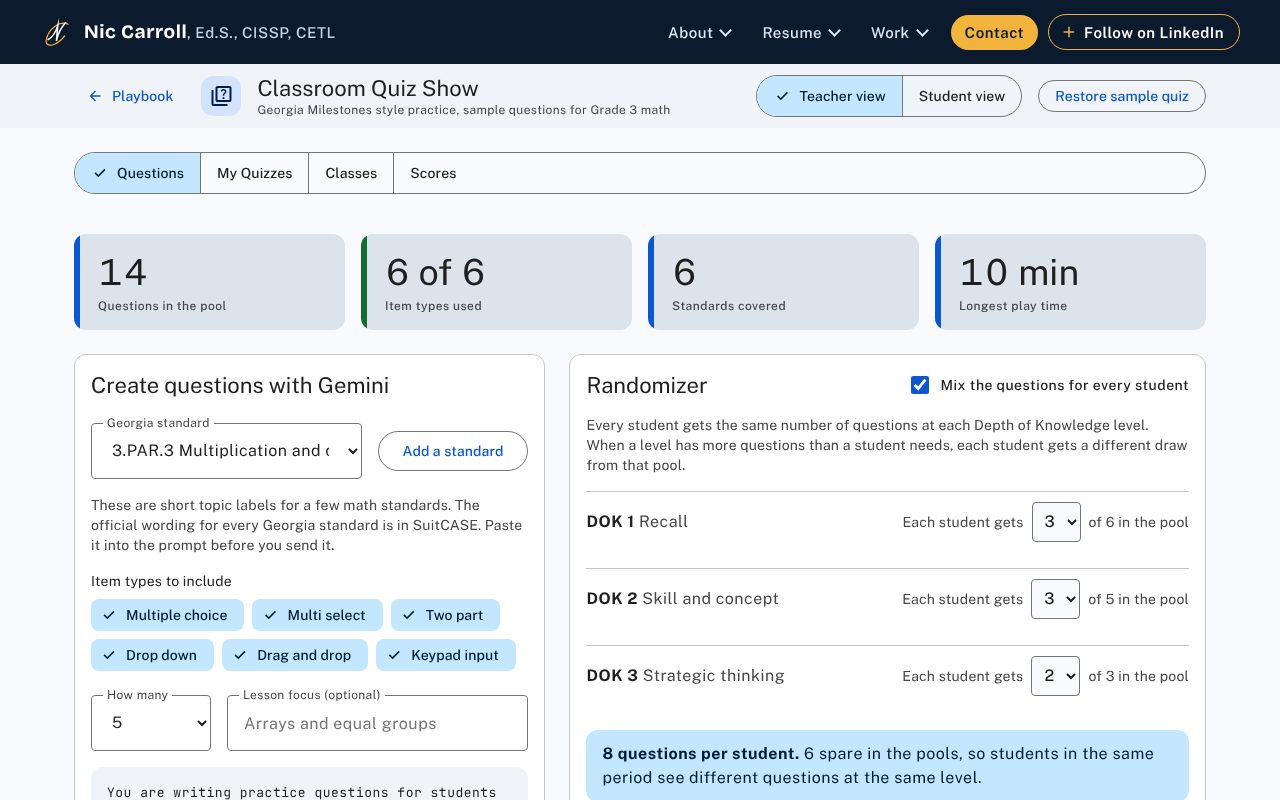 Nic Carroll, Ed.S., CISSP, CETL
About
Resume
Work
Contact
+ Follow on LinkedIn
← Playbook
Classroom Quiz Show
Georgia Milestones style practice, sample questions for Grade 3 math
Teacher view
Student view
Restore sample quiz
Questions
My Quizzes
Classes
Scores
14
Questions in the pool
6 of 6
Item types used
6
Standards covered
10 min
Longest play time
Create questions with Gemini
Georgia standard
3.PAR.3 Multiplication and
Add a standard
These are short topic labels for a few math standards. The
official wording for every Georgia standard is in SuitCASE. Paste
it into the prompt before you send it.
Item types to include
Multiple choice
Multi select
Two part
Drop down
Drag and drop
Keypad input
How many
5
Lesson focus (optional)
Arrays and equal groups
You are writing practice questions for students
Randomizer
Mix the questions for every student
Every student gets the same number of questions at each Depth of Knowledge level.
When a level has more questions than a student needs, each student gets a different draw
from that pool.
DOK 1 Recall
Each student gets 3 of 6 in the pool
DOK 2 Skill and concept
Each student gets 3 of 5 in the pool
DOK 3 Strategic thinking
Each student gets 2 of 3 in the pool
8 questions per student. 6 spare in the pools, so students in the same
period see different questions at the same level.